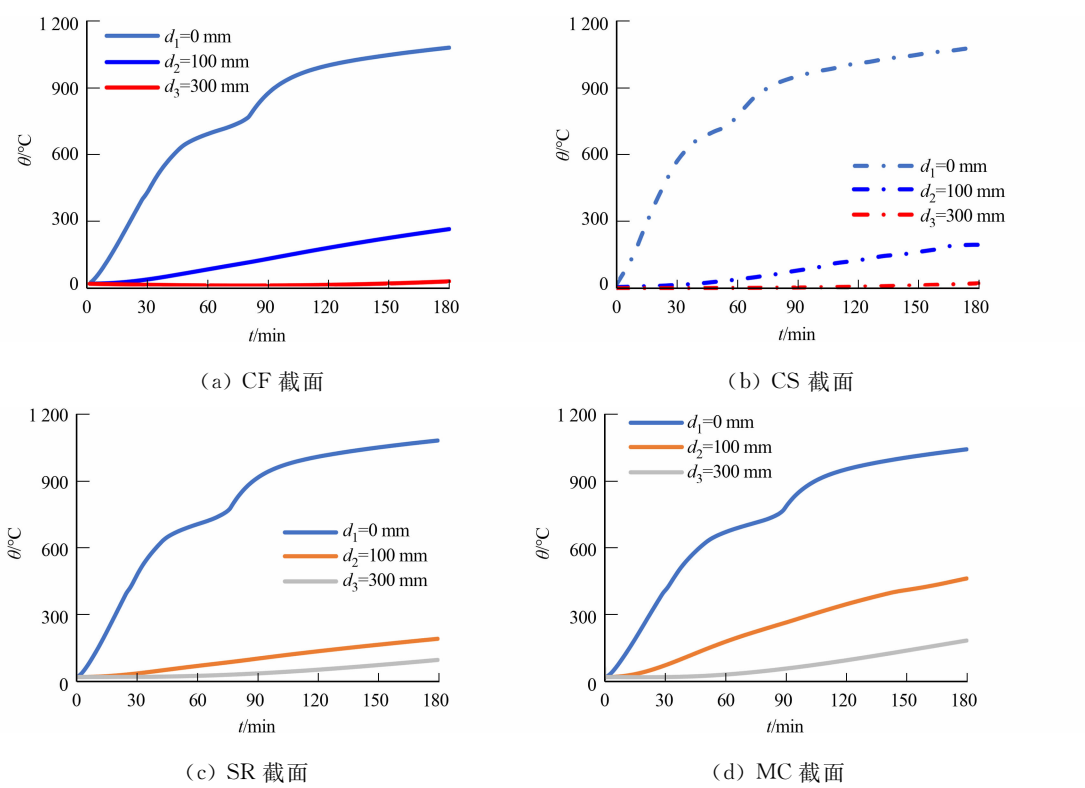 1 200
900
600
300
0
θ/°C
d₁=0 mm
d₂=100 mm
d₃=300 mm
0 30 60 90 120 150 180
t/min
(a) CF 截面
1 200
900
600
300
0
θ/°C
d₁=0 mm
d₂=100 mm
d₃=300 mm
0 30 60 90 120 150 180
t/min
(b) CS 截面
1 200
900
600
300
0
θ/°C
d₁=0 mm
d₂=100 mm
d₃=300 mm
0 30 60 90 120 150 180
t/min
(c) SR 截面
1 200
900
600
300
0
θ/°C
d₁=0 mm
d₂=100 mm
d₃=300 mm
0 30 60 90 120 150 180
t/min
(d) MC 截面